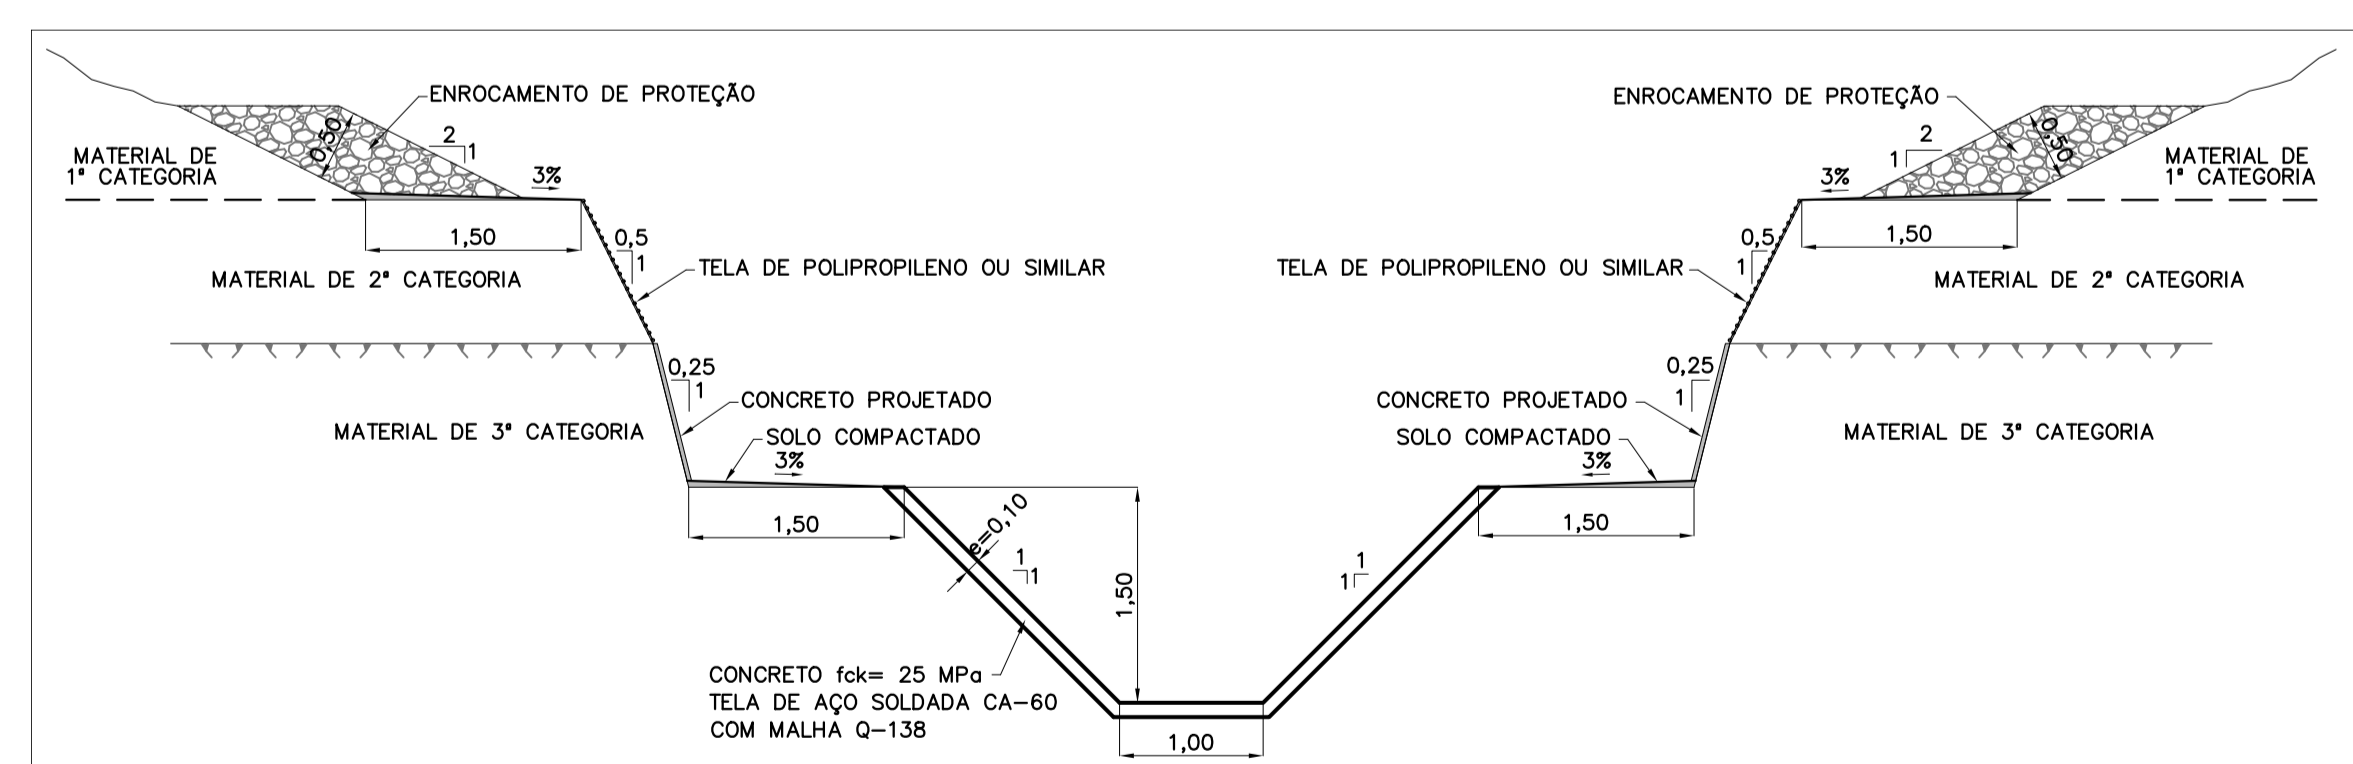 ENROCAMENTO DE PROTEÇÃO
ENROCAMENTO DE PROTEÇÃO
0,50
2
1
2
1
0,50
MATERIAL DE
1ª CATEGORIA
MATERIAL DE
1ª CATEGORIA
3%
3%
1,50
0,5
1
0,5
1
1,50
TELA DE POLIPROPILENO OU SIMILAR
TELA DE POLIPROPILENO OU SIMILAR
MATERIAL DE 2ª CATEGORIA
MATERIAL DE 2ª CATEGORIA
0,25
1
0,25
1
CONCRETO PROJETADO
CONCRETO PROJETADO
MATERIAL DE 3ª CATEGORIA
SOLO COMPACTADO
SOLO COMPACTADO
MATERIAL DE 3ª CATEGORIA
3%
3%
1,50
e=0,10
1,50
1
1
1,50
1
1
CONCRETO fck= 25 MPa
TELA DE AÇO SOLDADA CA-60
COM MALHA Q-138
1,00